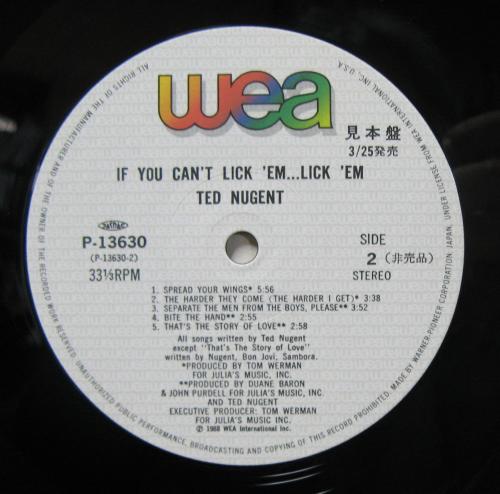 wea
見本盤
3/25発売
IF YOU CAN'T LICK 'EM...LICK 'EM
TED NUGENT
P-13630
(P-13630-2)
33⅓RPM
SIDE
2 (非売品)
STEREO
1. SPREAD YOUR WINGS* 5:56
2. THE HARDER THEY COME (THE HARDER I GET)* 3:38
3. SEPARATE THE MEN FROM THE BOYS, PLEASE** 3:52
4. BITE THE HAND** 2:55
5. THAT'S THE STORY OF LOVE** 2:58
All songs written by Ted Nugent
except "That's The Story of Love"
written by Nugent, Bon Jovi, Sambora.
*PRODUCED BY TOM WERMAN
FOR JULIA'S MUSIC, INC.
**PRODUCED BY DUANE BARON
& JOHN PURDELL FOR JULIA'S MUSIC, INC.
AND TED NUGENT
EXECUTIVE PRODUCER: TOM WERMAN
FOR JULIA'S MUSIC INC.
℗ 1988 WEA International Inc.
ALL RIGHTS OF THE MANUFACTURER AND OF THE OWNER OF THE RECORDED WORK RESERVED. UNAUTHORIZED PUBLIC PERFORMANCE, BROADCASTING AND COPYING OF THIS RECORD PROHIBITED. MADE BY WARNER-PIONEER CORPORATION JAPAN, UNDER LICENSE FROM WEA INTERNATIONAL INC., U.S.A.